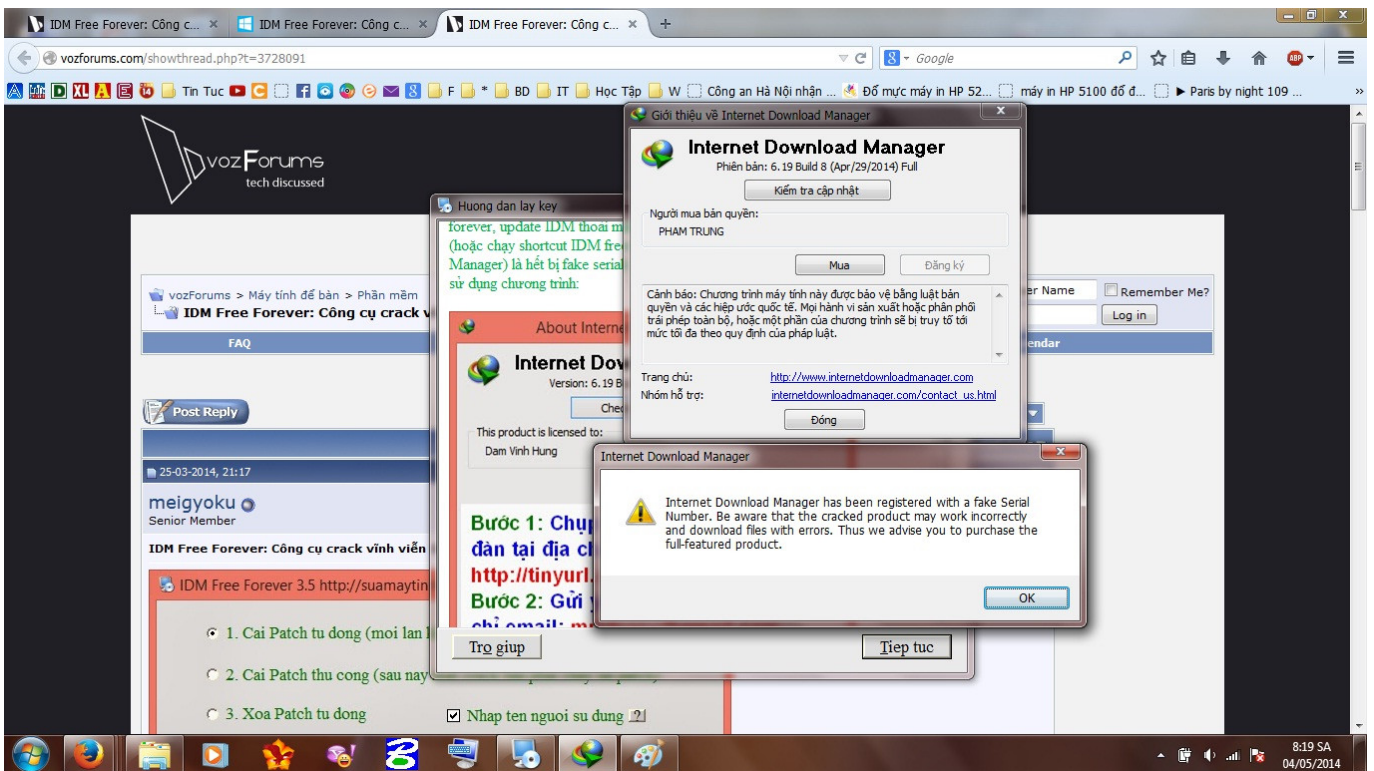 IDM Free Forever: Công c... × IDM Free Forever: Công c... × IDM Free Forever: Công c... × +
vozforums.com/showthread.php?t=3728091
Google
Tin Tuc F * BD IT Học Tập W Công an Hà Nội nhận ... Đổ mực máy in HP 52... máy in HP 5100 đổ đ... ► Paris by night 109 ... »
vozForums
tech discussed
Giới thiệu về Internet Download Manager
Internet Download Manager
Phiên bản: 6.19 Build 8 (Apr/29/2014) Full
Kiểm tra cập nhật
Người mua bản quyền:
PHAM TRUNG
Mua
Đăng ký
Cảnh báo: Chương trình máy tính này được bảo vệ bằng luật bản
quyền và các hiệp ước quốc tế. Mọi hành vi sản xuất hoặc phân phối
trái phép toàn bộ, hoặc một phần của chương trình sẽ bị truy tố tới
mức tối đa theo quy định của pháp luật.
Trang chủ: http://www.internetdownloadmanager.com
Nhóm hỗ trợ: internetdownloadmanager.com/contact_us.html
Đóng
Huong dan lay key
forever, update IDM thoải m
(hoặc chạy shortcut IDM fre
Manager) là hết bị fake serial
sử dụng chương trình:
About Interne
Internet Dow
Version: 6.19 B
Chec
This product is licensed to:
Dam Vinh Hung
Bước 1: Chụp
đàn tại địa ch
http://tinyurl.
Bước 2: Gửi
chỉ email:
Trợ giup
Tiep tuc
Internet Download Manager
Internet Download Manager has been registered with a fake Serial
Number. Be aware that the cracked product may work incorrectly
and download files with errors. Thus we advise you to purchase the
full-featured product.
OK
vozForums > Máy tính để bàn > Phần mềm
IDM Free Forever: Công cụ crack v
er Name
Remember Me?
Log in
FAQ
endar
Post Reply
25-03-2014, 21:17
meigyoku
Senior Member
IDM Free Forever: Công cụ crack vĩnh viễn
IDM Free Forever 3.5 http://suamaytin
1. Cai Patch tu dong (moi lan
2. Cai Patch thu cong (sau nay
3. Xoa Patch tu dong
Nhap ten nguoi su dung ?
8:19 SA
04/05/2014